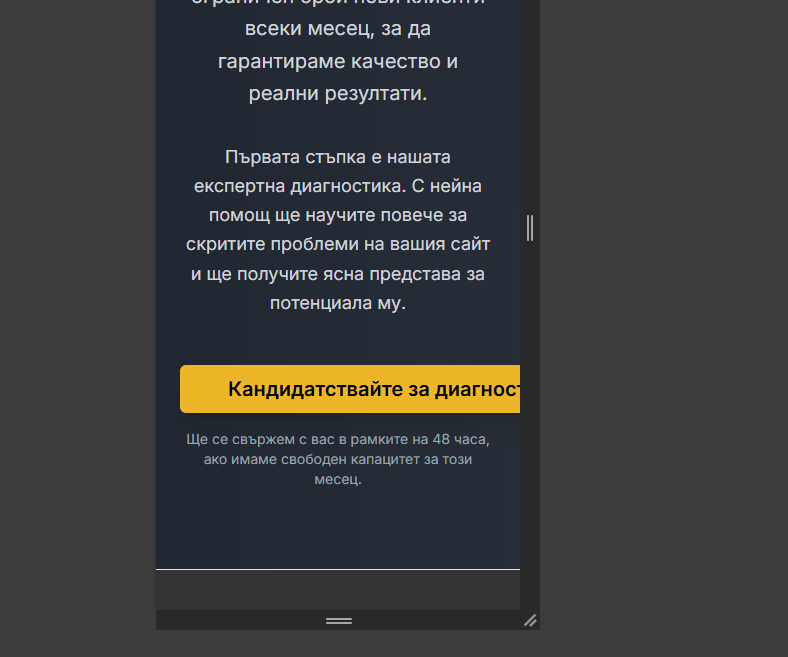 всеки месец, за да
гарантираме качество и
реални резултати.
Първата стъпка е нашата
експертна диагностика. С нейна
помощ ще научите повече за
скритите проблеми на вашия сайт
и ще получите ясна представа за
потенциала му.
Кандидатствайте за диагност
Ще се свържем с вас в рамките на 48 часа,
ако имаме свободен капацитет за този
месец.